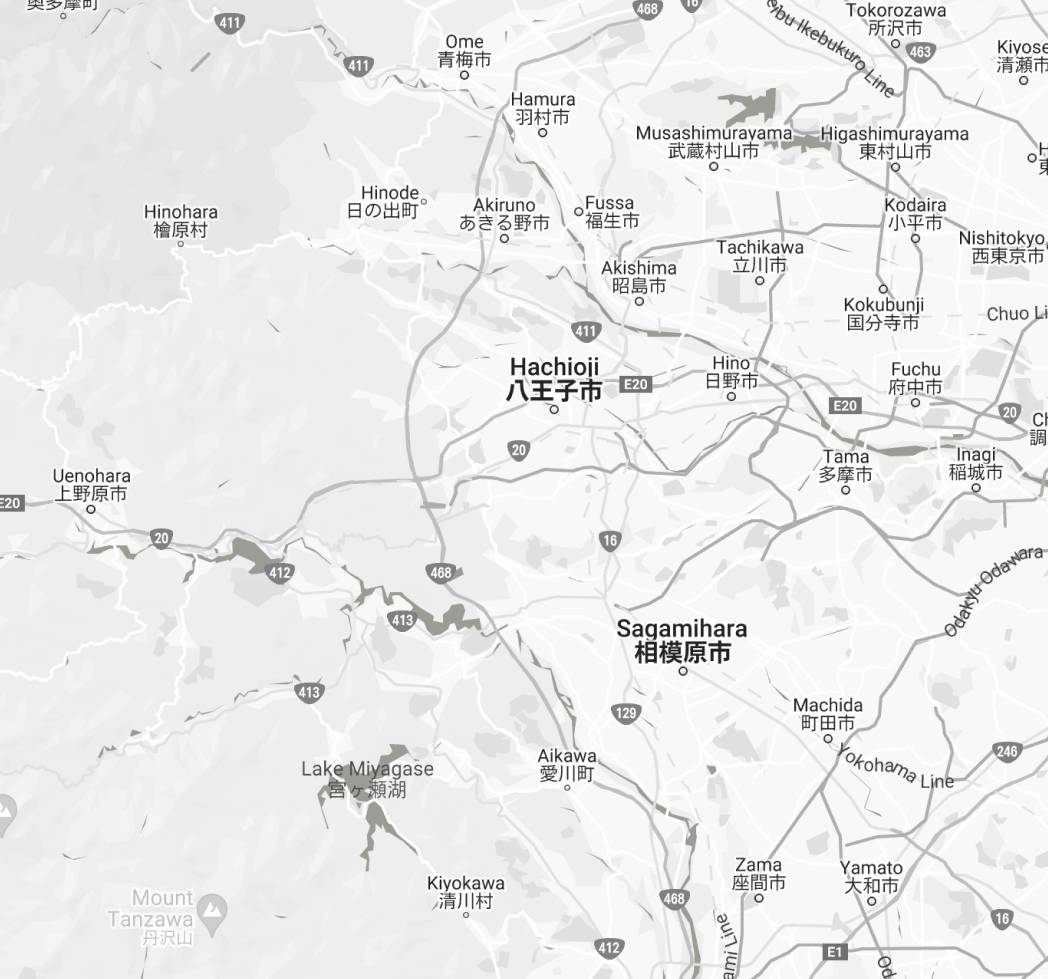 奥多摩町
411
468
16
Seibu Ikebukuro Line
Tokorozawa
所沢市
463
Ome
青梅市
411
Kiyose
清瀬市
Hamura
羽村市
Musashimurayama
武蔵村山市
Higashimurayama
東村山市
Hinode
日の出町
Akiruno
あきる野市
Fussa
福生市
Kodaira
小平市
Hinohara
檜原村
Nishitokyo
西東京市
Tachikawa
立川市
Akishima
昭島市
Kokubunji
国分寺市
Chuo Li
411
Hachioji
八王子市
E20
Hino
日野市
Fuchu
府中市
E20
20
調
20
Tama
多摩市
Inagi
稲城市
Uenohara
上野原市
E20
20
16
412
468
413
Odakyu Odawara
Sagamihara
相模原市
413
129
Machida
町田市
Yokohama Line
246
Aikawa
愛川町
Lake Miyagase
宮ヶ瀬湖
Zama
座間市
Yamato
大和市
Kiyokawa
清川村
Mount
Tanzawa
丹沢山
468
16
412
ami Line
E1